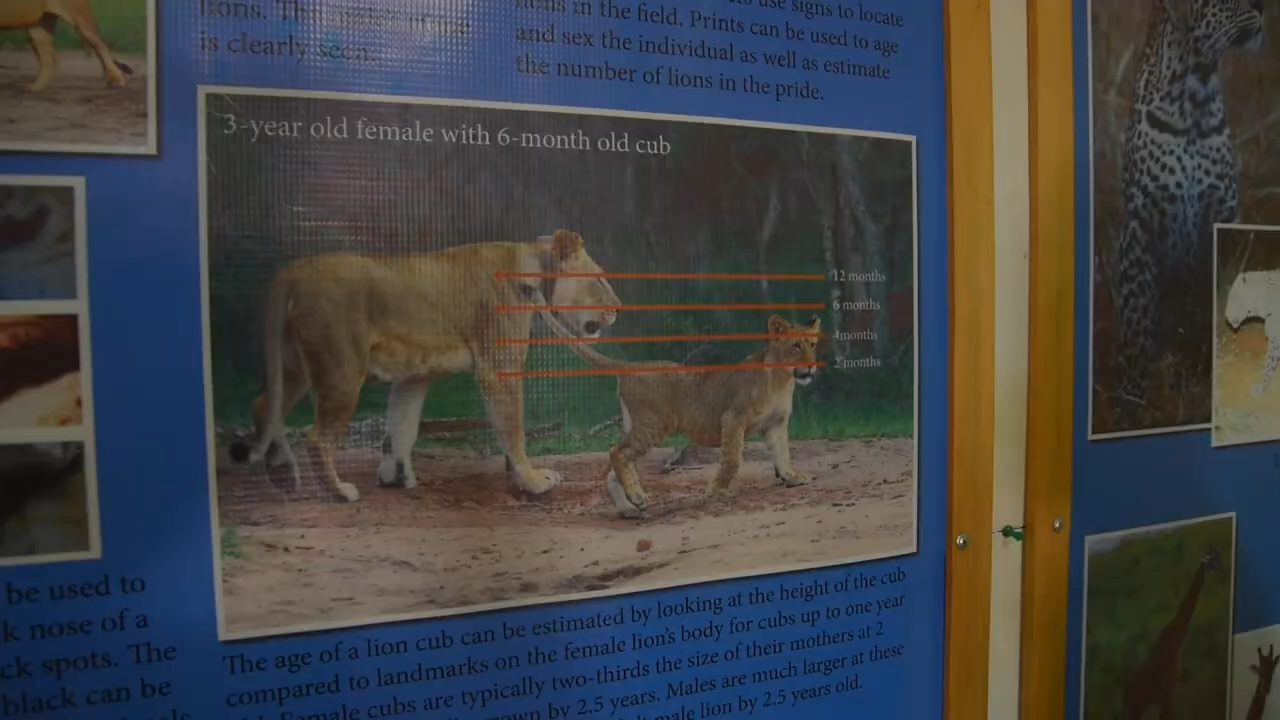 lions. The
is clearly seen.
use signs to locate
lions in the field. Prints can be used to age
and sex the individual as well as estimate
the number of lions in the pride.
3-year old female with 6-month old cub
12 months
6 months
4months
2 months
be used to
k nose of a
ck spots. The
black can be
The age of a lion cub can be estimated by looking at the height of the cub
compared to landmarks on the female lion's body for cubs up to one year
Female cubs are typically two-thirds the size of their mothers at 2
by 2.5 years. Males are much larger at these
male lion by 2.5 years old.